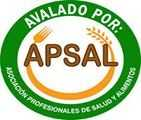 AVALADO POR:
APSAL
ASOCIACIÓN PROFESIONALES DE SALUD Y ALIMENTOS